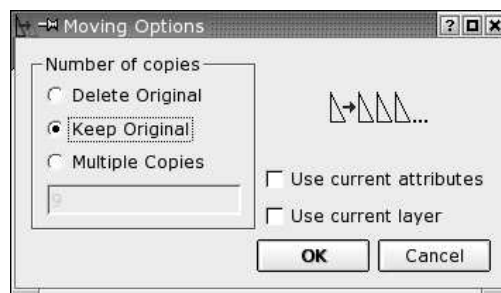 Moving Options
Number of copies
Delete Original
Keep Original
Multiple Copies
9
...
Use current attributes
Use current layer
OK
Cancel